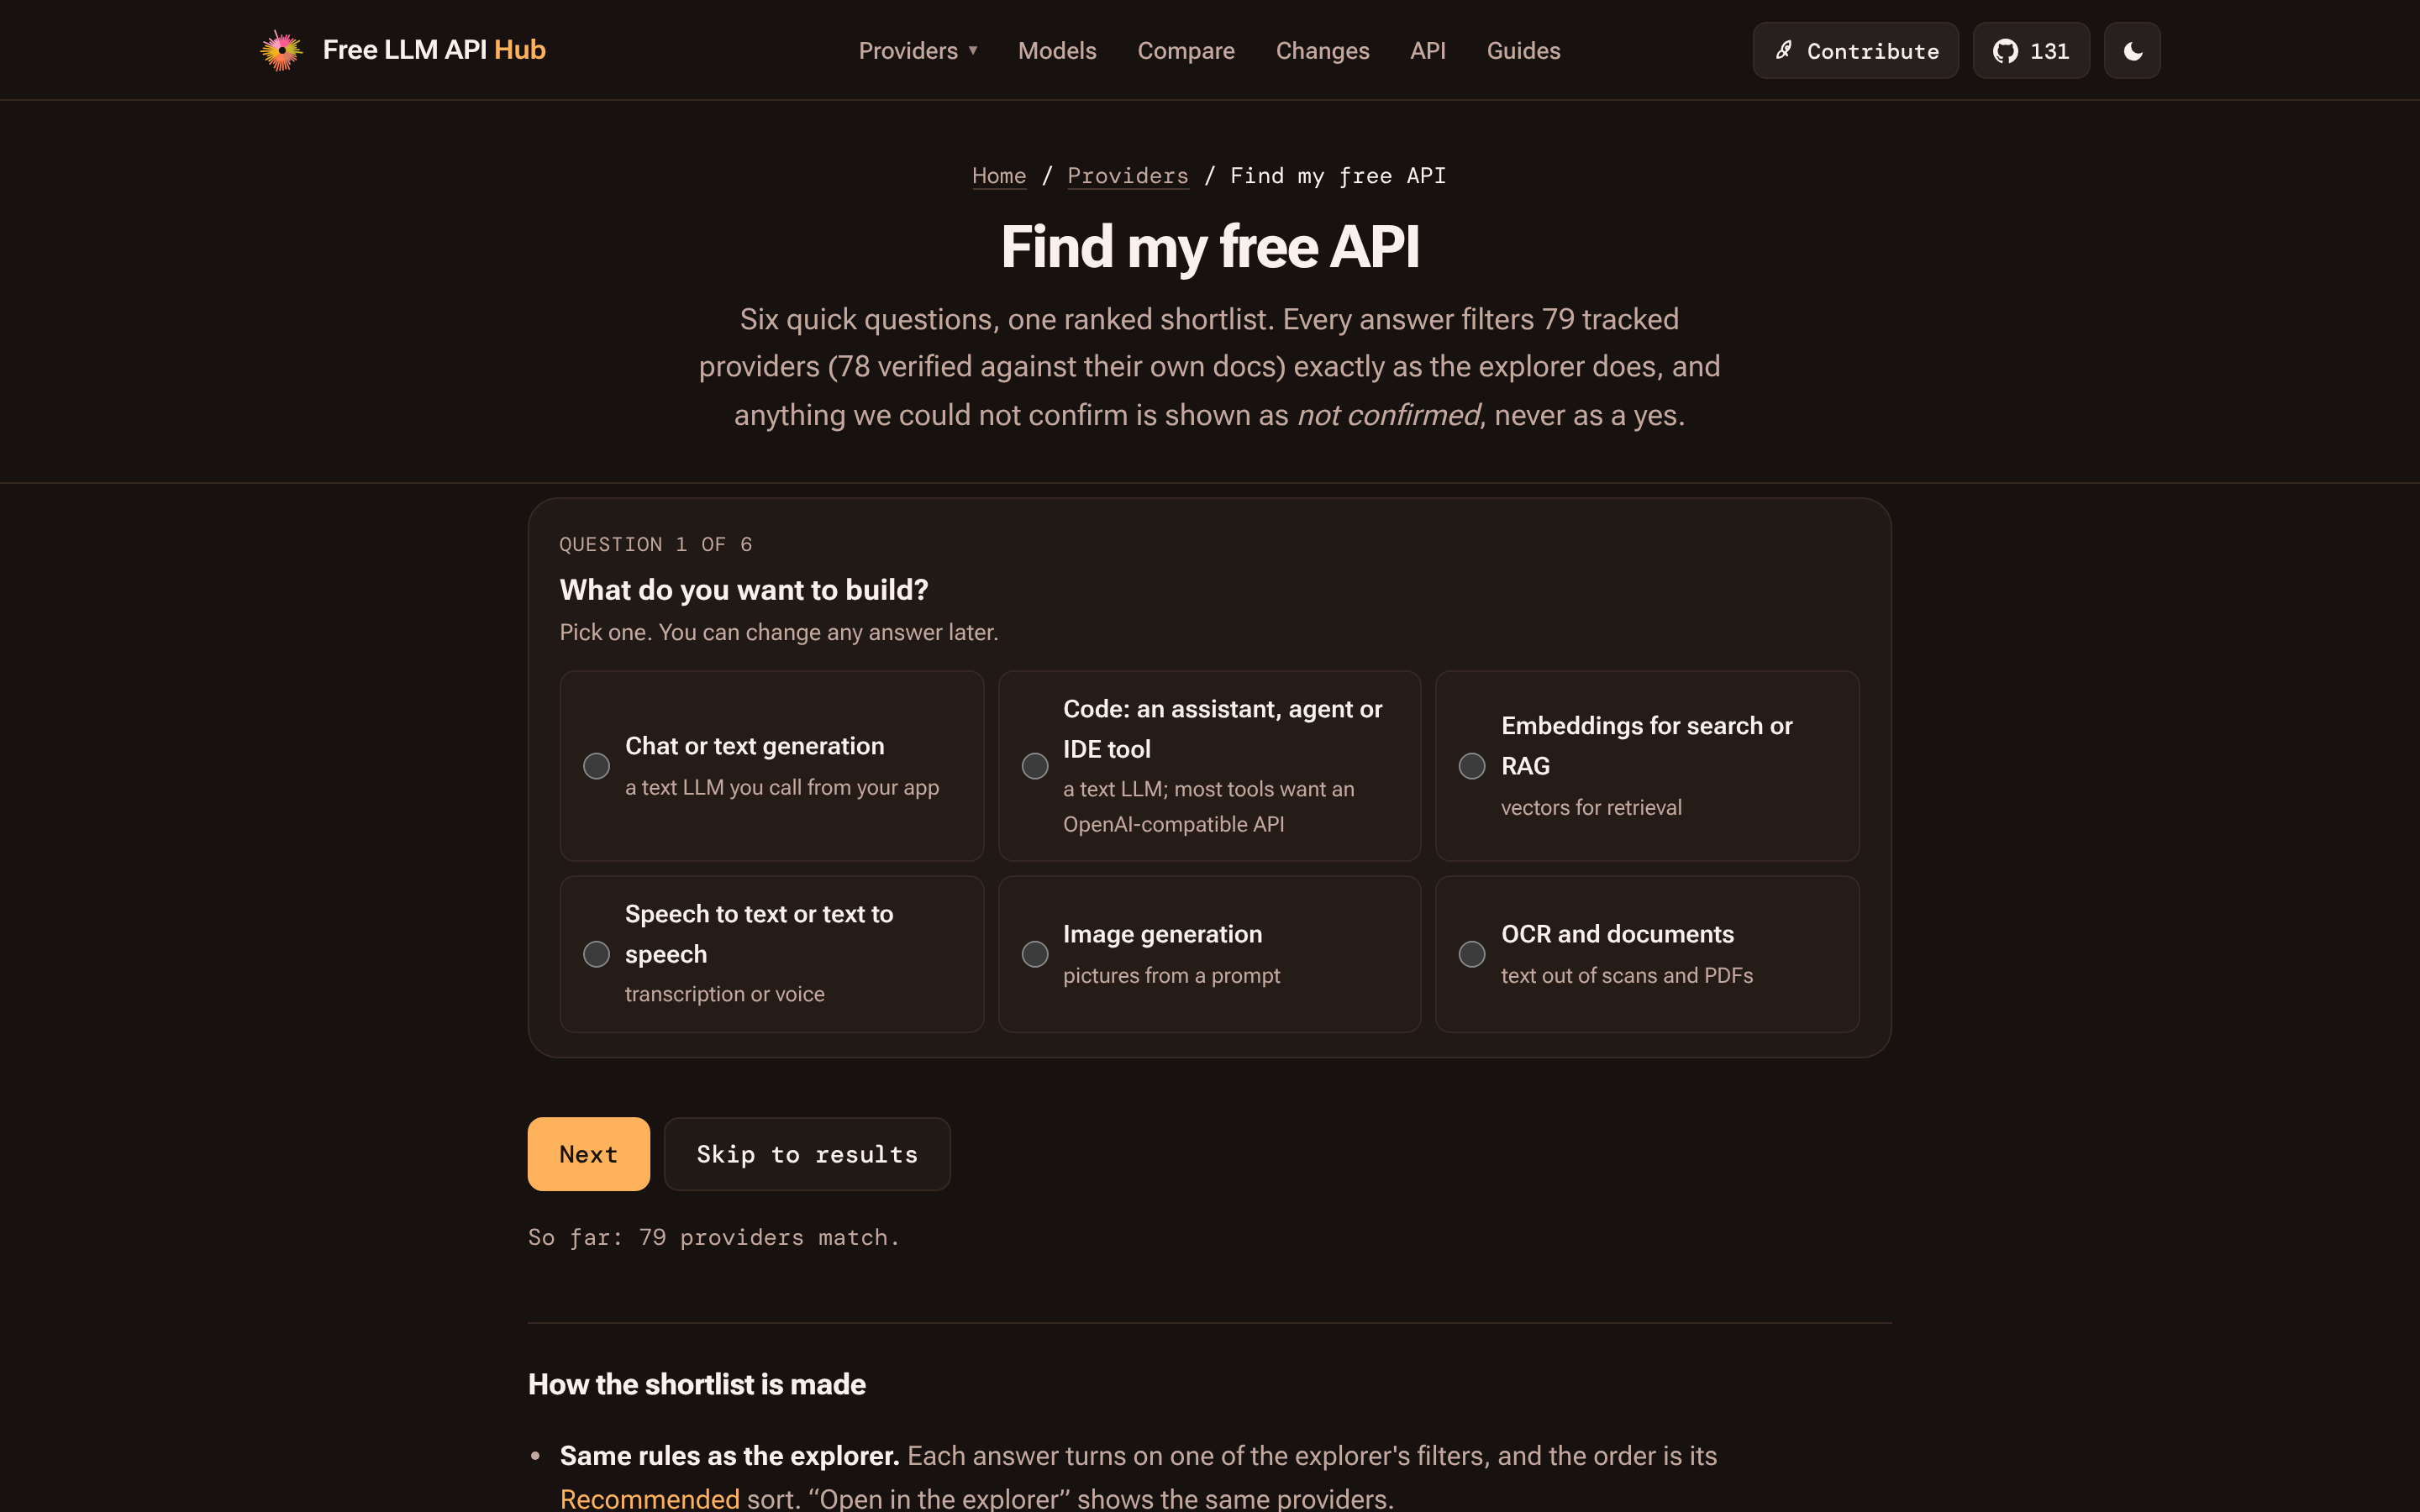 Free LLM API Hub
Providers ▾
Models
Compare
Changes
API
Guides
Contribute
131
Home / Providers / Find my free API
Find my free API
Six quick questions, one ranked shortlist. Every answer filters 79 tracked
providers (78 verified against their own docs) exactly as the explorer does, and
anything we could not confirm is shown as not confirmed, never as a yes.
QUESTION 1 OF 6
What do you want to build?
Pick one. You can change any answer later.
Chat or text generation
a text LLM you call from your app
Code: an assistant, agent or
IDE tool
a text LLM; most tools want an
OpenAI-compatible API
Embeddings for search or
RAG
vectors for retrieval
Speech to text or text to
speech
transcription or voice
Image generation
pictures from a prompt
OCR and documents
text out of scans and PDFs
Next
Skip to results
So far: 79 providers match.
How the shortlist is made
• Same rules as the explorer. Each answer turns on one of the explorer's filters, and the order is its
Recommended sort. “Open in the explorer” shows the same providers.